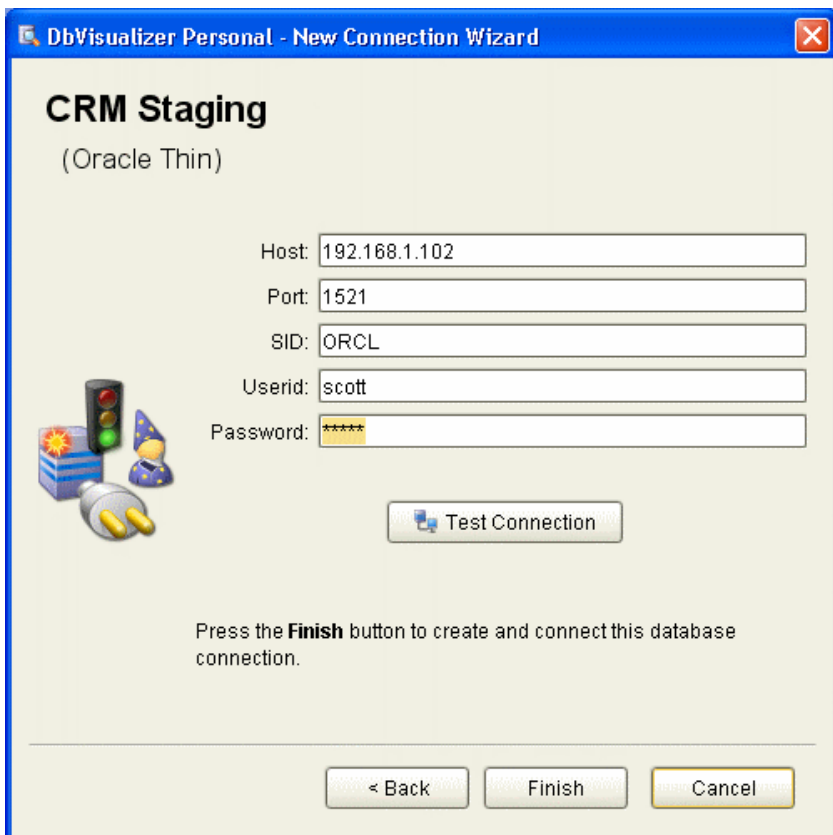 DbVisualizer Personal - New Connection Wizard
CRM Staging
(Oracle Thin)
Host: 192.168.1.102
Port: 1521
SID: ORCL
Userid: scott
Password: *****
Test Connection
Press the Finish button to create and connect this database
connection.
< Back Finish Cancel